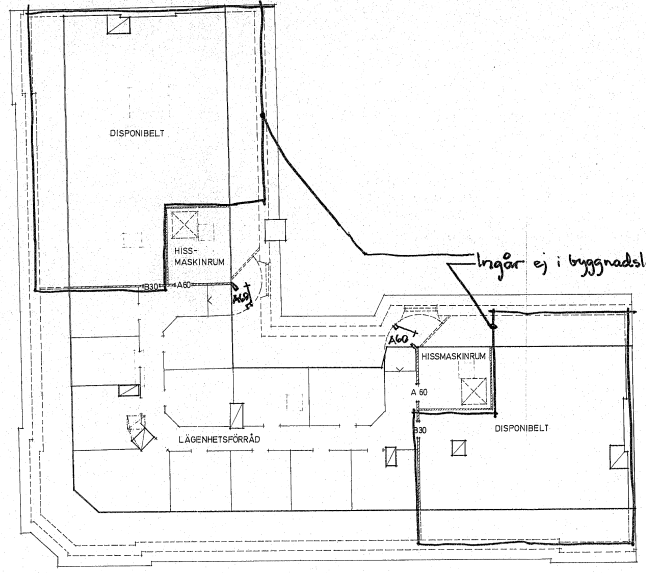 DISPONIBELT
HISS-
MASKINRUM
B30
A60
A60
Ingår ej i byggnadsl
A60
HISSMASKINRUM
A 60
B30
DISPONIBELT
LÄGENHETSFÖRRÅD